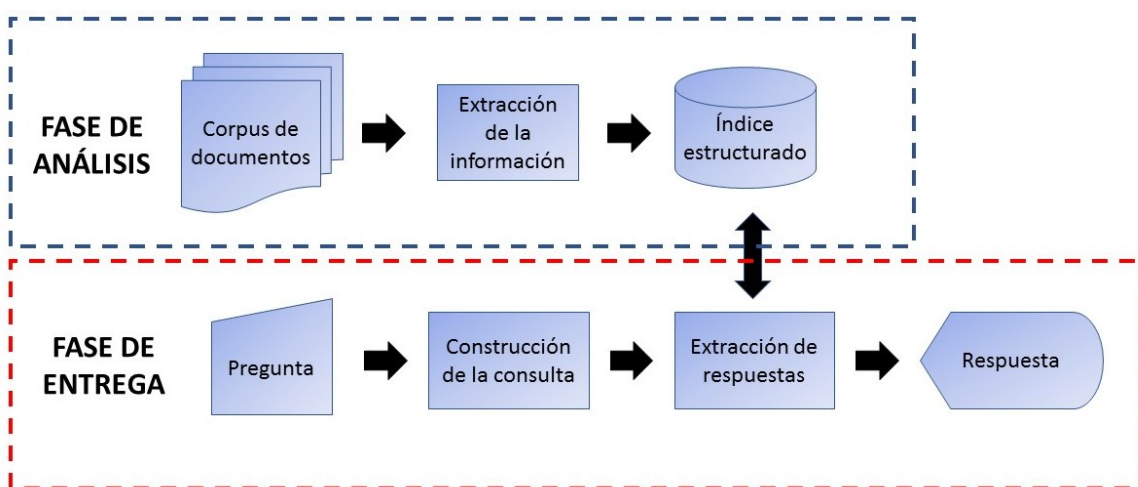 FASE DE
ANÁLISIS
Corpus de
documentos
Extracción
de la
información
Índice
estructurado
FASE DE
ENTREGA
Pregunta
Construcción
de la consulta
Extracción de
respuestas
Respuesta